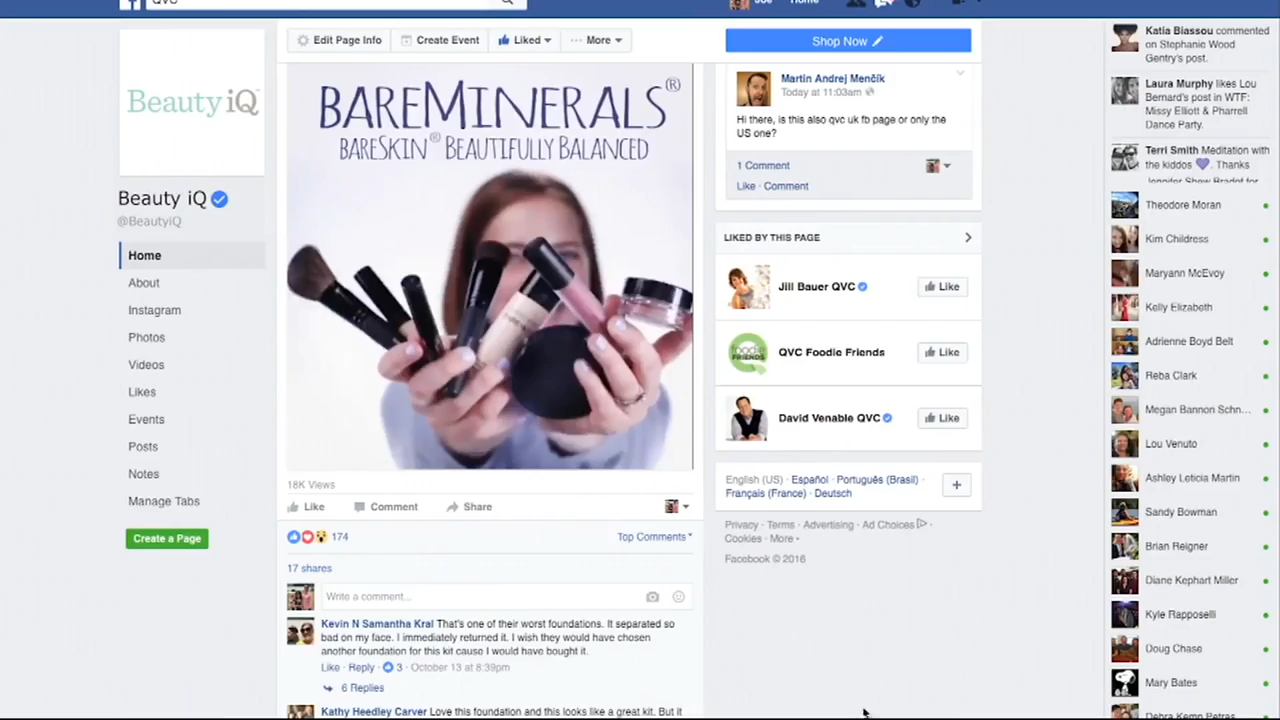 QVC
Joe
Home
Edit Page Info
Create Event
Liked
More
Shop Now
Beauty iQ
Beauty iQ
@BeautyiQ
Home
About
Instagram
Photos
Videos
Likes
Events
Posts
Notes
Manage Tabs
Create a Page
BAREMINERALS®
BARESKIN® BEAUTIFULLY BALANCED
18K Views
Like
Comment
Share
174
Top Comments
17 shares
Write a comment...
Kevin N Samantha Kral That's one of their worst foundations. It separated so
bad on my face. I immediately returned it. I wish they would have chosen
another foundation for this kit cause I would have bought it.
Like · Reply · 3 · October 13 at 8:39pm
6 Replies
Kathy Heedley Carver Love this foundation and this looks like a great kit. But it
Martin Andrej Menčík
Today at 11:03am
Hi there, is this also qvc uk fb page or only the
US one?
1 Comment
Like · Comment
LIKED BY THIS PAGE
Jill Bauer QVC
Like
foodie
FRIENDS
QVC Foodie Friends
Like
David Venable QVC
Like
English (US) · Español · Português (Brasil) ·
Français (France) · Deutsch
Privacy · Terms · Advertising · Ad Choices ·
Cookies · More
Facebook © 2016
Katia Blassou commented
on Stephanie Wood
Gentry's post.
Laura Murphy likes Lou
Bernard's post in WTF:
Missy Elliott & Pharrell
Dance Party.
Terri Smith Meditation with
the kiddos 💜. Thanks
Theodore Moran
Kim Childress
Maryann McEvoy
Kelly Elizabeth
Adrienne Boyd Belt
Reba Clark
Megan Bannon Schn...
Lou Venuto
Ashley Leticia Martin
Sandy Bowman
Brian Reigner
Diane Kephart Miller
Kyle Rapposelli
Doug Chase
Mary Bates
Debra Kemp Petras